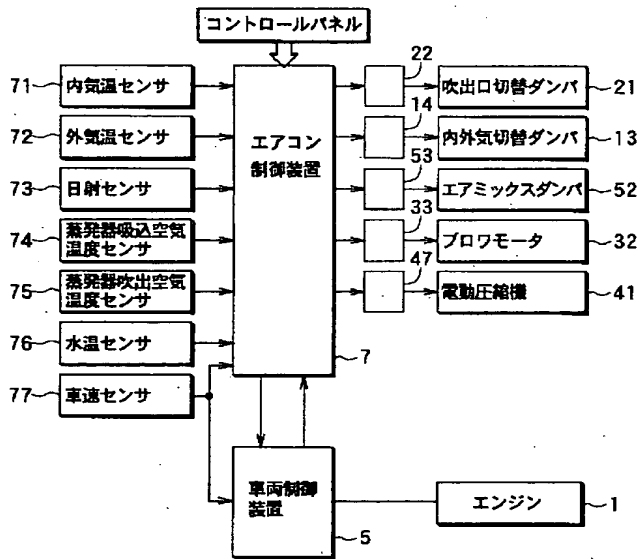 コントロールパネル
71
内気温センサ
72
外気温センサ
73
日射センサ
74
蒸発器吸込空気
温度センサ
75
蒸発器吹出空気
温度センサ
76
水温センサ
77
車速センサ
エアコン
制御装置
7
22
吹出口切替ダンパ
21
14
内外気切替ダンパ
13
53
エアミックスダンパ
52
33
ブロワモータ
32
47
電動圧縮機
41
車両制御
装置
5
エンジン
1